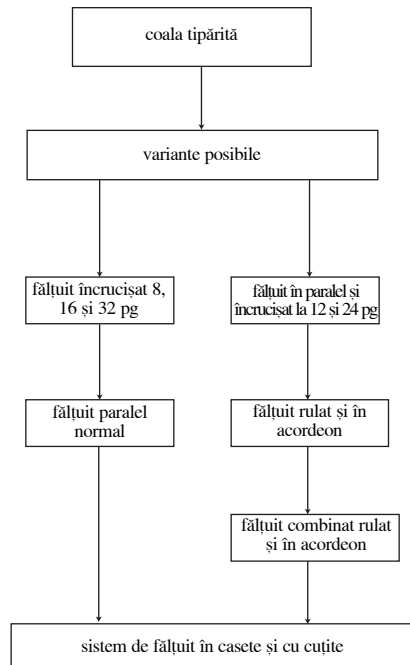 coala tipărită
variante posibile
fălțuit încrucișat 8,
16 și 32 pg
fălțuit în paralel și
încrucișat la 12 și 24 pg
fălțuit paralel
normal
fălțuit rulat și în
acordeon
fălțuit combinat rulat
și în acordeon
sistem de fălțuit în casete și cu cuțite